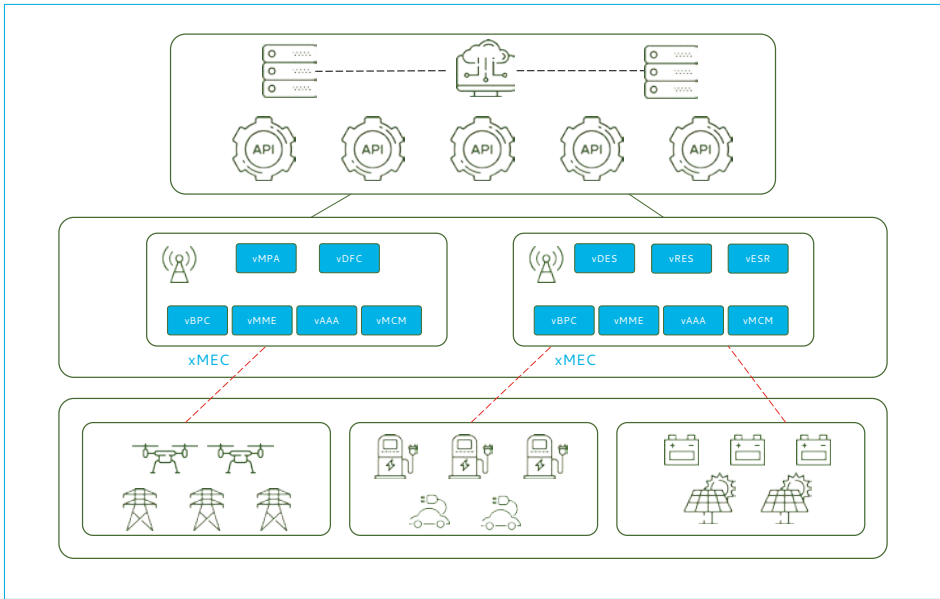 API API API API API
vMPA vDFC
vDES vRES vESR
vBPC vMME vAAA vMCM
vBPC vMME vAAA vMCM
xMEC
xMEC